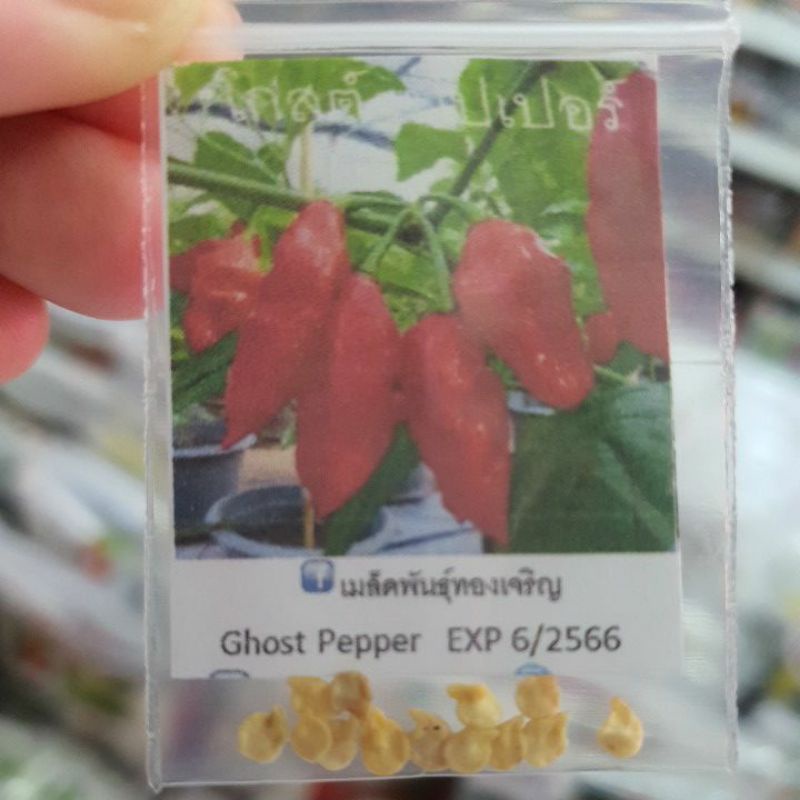 โกสต์ เปเปอร์
เมล็ดพันธุ์ทองเจริญ
Ghost Pepper EXP 6/2566